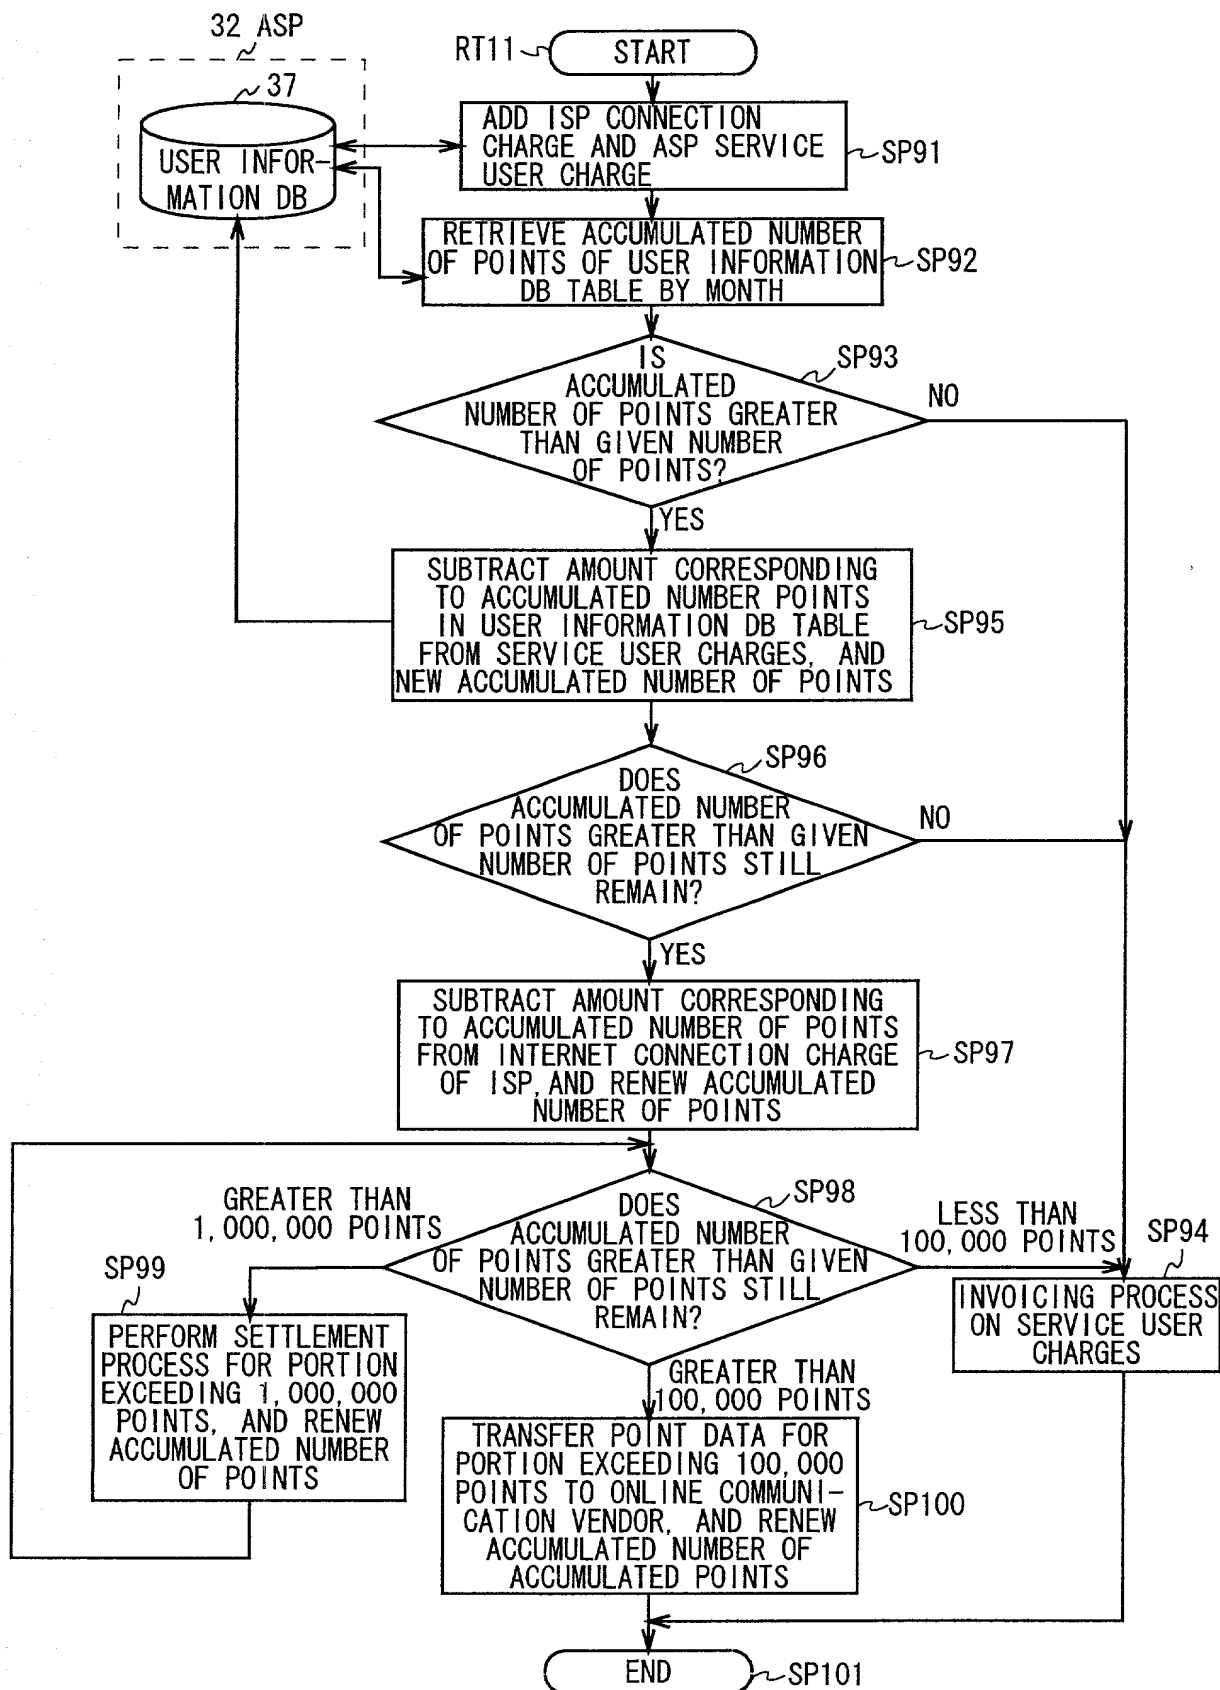 32 ASP
37
USER INFOR-
MATION DB
RT11
START
ADD ISP CONNECTION
CHARGE AND ASP SERVICE
USER CHARGE
SP91
RETRIEVE ACCUMULATED NUMBER
OF POINTS OF USER INFORMATION
DB TABLE BY MONTH
SP92
IS
ACCUMULATED
NUMBER OF POINTS GREATER
THAN GIVEN NUMBER
OF POINTS?
SP93
NO
YES
SUBTRACT AMOUNT CORRESPONDING
TO ACCUMULATED NUMBER POINTS
IN USER INFORMATION DB TABLE
FROM SERVICE USER CHARGES, AND
NEW ACCUMULATED NUMBER OF POINTS
SP95
DOES
ACCUMULATED NUMBER
OF POINTS GREATER THAN GIVEN
NUMBER OF POINTS STILL
REMAIN?
SP96
NO
YES
SUBTRACT AMOUNT CORRESPONDING
TO ACCUMULATED NUMBER OF POINTS
FROM INTERNET CONNECTION CHARGE
OF ISP, AND RENEW ACCUMULATED
NUMBER OF POINTS
SP97
DOES
ACCUMULATED NUMBER
OF POINTS GREATER THAN GIVEN
NUMBER OF POINTS STILL
REMAIN?
SP98
GREATER THAN
1,000,000 POINTS
LESS THAN
100,000 POINTS
SP94
INVOICING PROCESS
ON SERVICE USER
CHARGES
SP99
PERFORM SETTLEMENT
PROCESS FOR PORTION
EXCEEDING 1,000,000
POINTS, AND RENEW
ACCUMULATED NUMBER
OF POINTS
GREATER THAN
100,000 POINTS
TRANSFER POINT DATA FOR
PORTION EXCEEDING 100,000
POINTS TO ONLINE COMMUNI-
CATION VENDOR, AND RENEW
ACCUMULATED NUMBER OF
ACCUMULATED POINTS
SP100
END
SP101